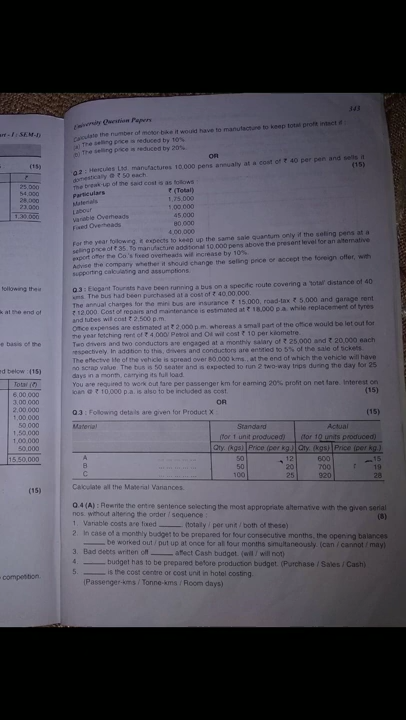 University Question Papers
143
Calculate the number of motor-bike it would have to manufacture to keep total profit intact if :
(a) The selling price is reduced by 10%
(b) The selling price is reduced by 20%
OR
(15)
Q.2 : Hercules Ltd. manufactures 10,000 pens annually at a cost of ₹ 40 per pen and sells it
domestically @ ₹ 50 each.
The break up of the said cost is as follows
Particulars ₹ (Total)
Materials 1,75,000
Labour 1,00,000
Variable Overheads 45,000
Fixed Overheads 80,000
4,00,000
For the year following, it expects to keep up the same sale quantum only if the selling pens at a
selling price of ₹ 35. To manufacture additional 10,000 pens above the present level for an alternative
export offer the Co.'s fixed overheads will increase by 10%.
Advise the company whether it should change the selling price or accept the foreign offer, with
supporting calculating and assumptions.
Q.3 : Elegant Tourists have been running a bus on a specific route covering a 'total' distance of 40
kms. The bus had been purchased at a cost of ₹ 40,00,000.
The annual charges for the mini bus are insurance ₹ 15,000, road-tax ₹ 5,000 and garage rent
₹ 12,000. Cost of repairs and maintenance is estimated at ₹ 18,000 p.a. while replacement of tyres
and tubes will cost ₹ 2,500 p.m.
Office expenses are estimated at ₹ 2,000 p.m. whereas a small part of the office would be let out for
the year fetching rent of ₹ 4,000. Petrol and Oil will cost ₹ 10 per kilometre.
Two drivers and two conductors are engaged at a monthly salary of ₹ 25,000 and ₹ 20,000 each
respectively. In addition to this, drivers and conductors are entitled to 5% of the sale of tickets.
The effective life of the vehicle is spread over 80,000 kms., at the end of which the vehicle will have
no scrap value. The bus is 50 seater and is expected to run 2 two-way trips during the day for 25
days in a month, carrying its full load.
You are required to work out fare per passenger km for earning 20% profit on net fare. Interest on
loan @ ₹ 10,000 p.a. is also to be included as cost. (15)
OR
Q.3 : Following details are given for Product X : (15)
Material Standard Actual
(for 1 unit produced) (for 10 units produced)
Qty. (kgs) Price (per kg.) Qty. (kgs) Price (per kg.)
A 50 12 600 15
B 50 20 700 19
C 100 25 920 28
Calculate all the Material Variances.
Q.4 (A) : Rewrite the entire sentence selecting the most appropriate alternative with the given serial
nos. without altering the order / sequence : (8)
1. Variable costs are fixed ______ (totally / per unit / both of these)
2. In case of a monthly budget to be prepared for four consecutive months, the opening balances
______ be worked out / put up at once for all four months simultaneously. (can / cannot / may)
3. Bad debts written off ______ affect Cash budget. (will / will not)
4. ______ budget has to be prepared before production budget. (Purchase / Sales / Cash)
5. ______ is the cost centre or cost unit in hotel costing.
(Passenger-kms / Tonne-kms / Room days)
SEM-I)
(15)
₹
25,000
54,000
28,000
23,000
1,30,000
following their
at the end of
basis of the
ed below (15)
Total (₹)
6,00,000
3,00,000
2,00,000
1,00,000
50,000
1,50,000
1,00,000
50,000
15,50,000
(15)
competition